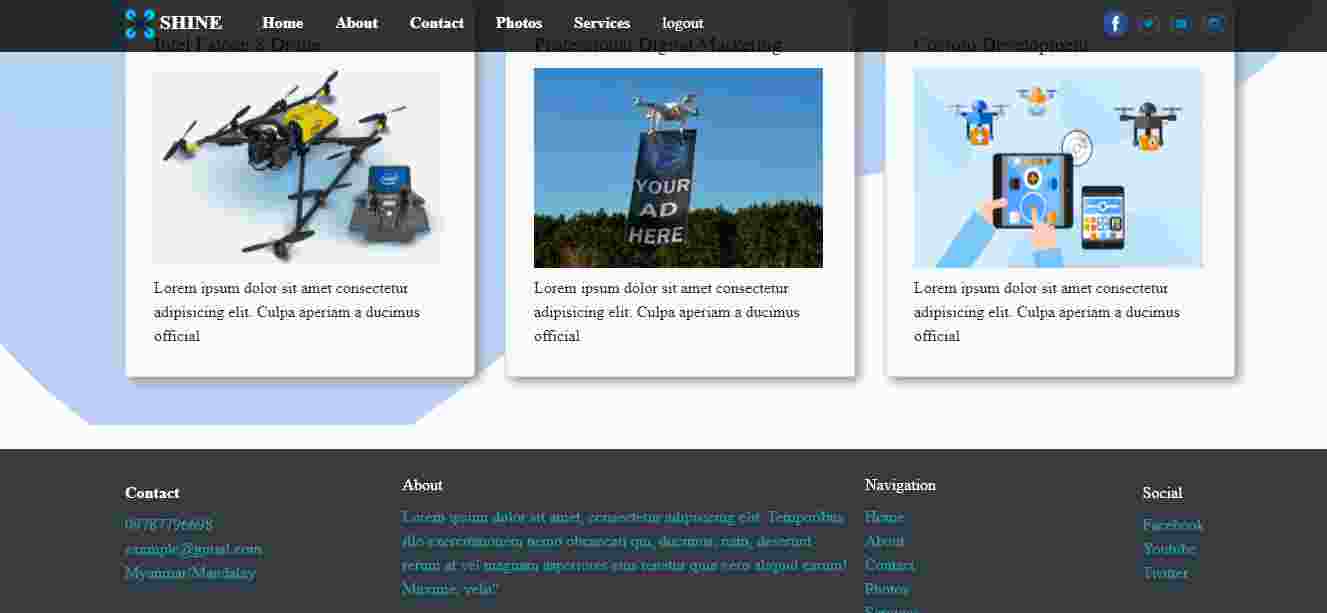 SHINE
Home
About
Contact
Photos
Services
logout
Intel Falcon 8 Drone
Professional Digital Marketing
Custom Development
intel
YOUR
AD
HERE
Lorem ipsum dolor sit amet consectetur
adipisicing elit. Culpa aperiam a ducimus
official
Lorem ipsum dolor sit amet consectetur
adipisicing elit. Culpa aperiam a ducimus
official
Lorem ipsum dolor sit amet consectetur
adipisicing elit. Culpa aperiam a ducimus
official
Contact
09787796698
example@gmail.com
Myanmar/Mandalay
About
Lorem ipsum dolor sit amet, consectetur adipisicing elit. Temporibus
illo exercitationem nemo obcaecati qui, ducimus, nam, deserunt
rerum at vel magnam asperiores eius tenetur quis vero aliquid earum!
Maxime, velit?
Navigation
Home
About
Contact
Photos
Services
Social
Facebook
Youtube
Twitter